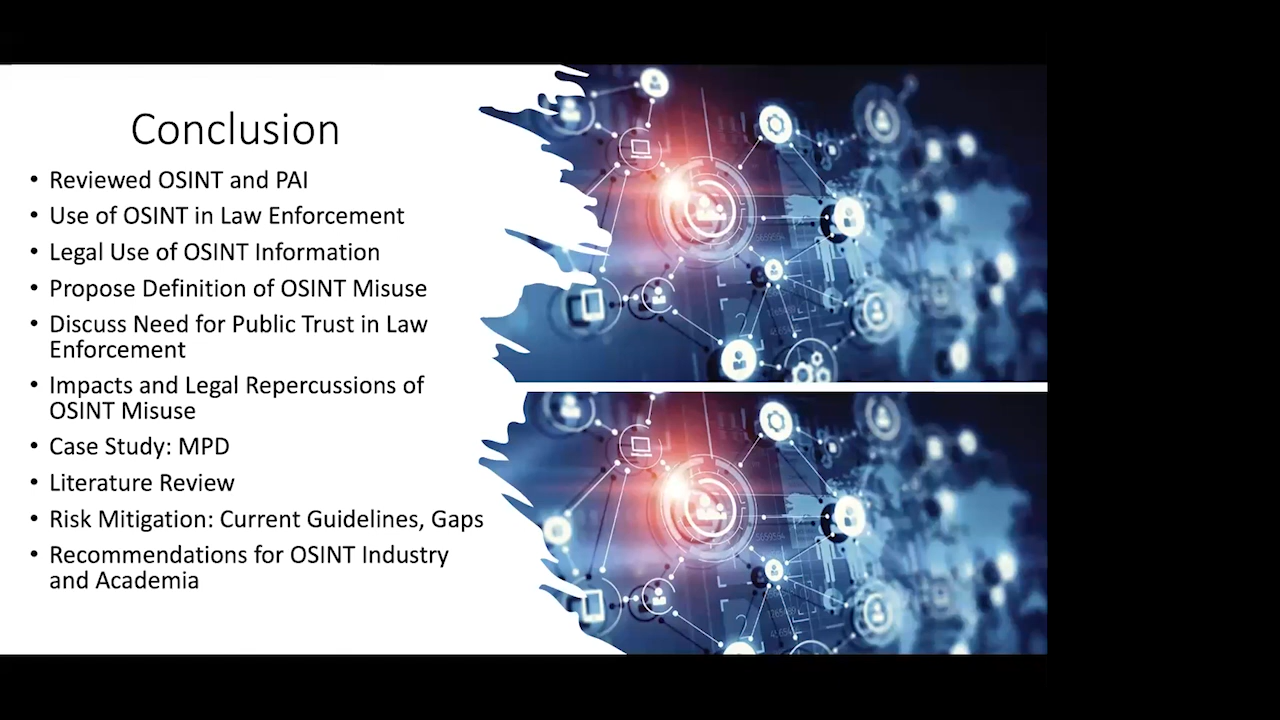 Conclusion
• Reviewed OSINT and PAI
• Use of OSINT in Law Enforcement
• Legal Use of OSINT Information
• Propose Definition of OSINT Misuse
• Discuss Need for Public Trust in Law
Enforcement
• Impacts and Legal Repercussions of
OSINT Misuse
• Case Study: MPD
• Literature Review
• Risk Mitigation: Current Guidelines, Gaps
• Recommendations for OSINT Industry
and Academia